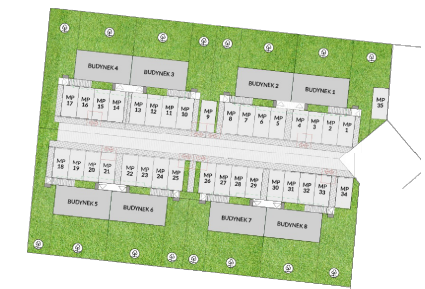 BUDYNEK 4
BUDYNEK 3
BUDYNEK 2
BUDYNEK 1
MP 17
MP 16
MP 15
MP 14
MP 13
MP 12
MP 11
MP 10
MP 9
MP 8
MP 7
MP 6
MP 5
MP 4
MP 3
MP 2
MP 1
MP 35
MP 18
MP 19
MP 20
MP 21
MP 22
MP 23
MP 24
MP 25
MP 26
MP 27
MP 28
MP 29
MP 30
MP 31
MP 32
MP 33
MP 34
BUDYNEK 5
BUDYNEK 6
BUDYNEK 7
BUDYNEK 8